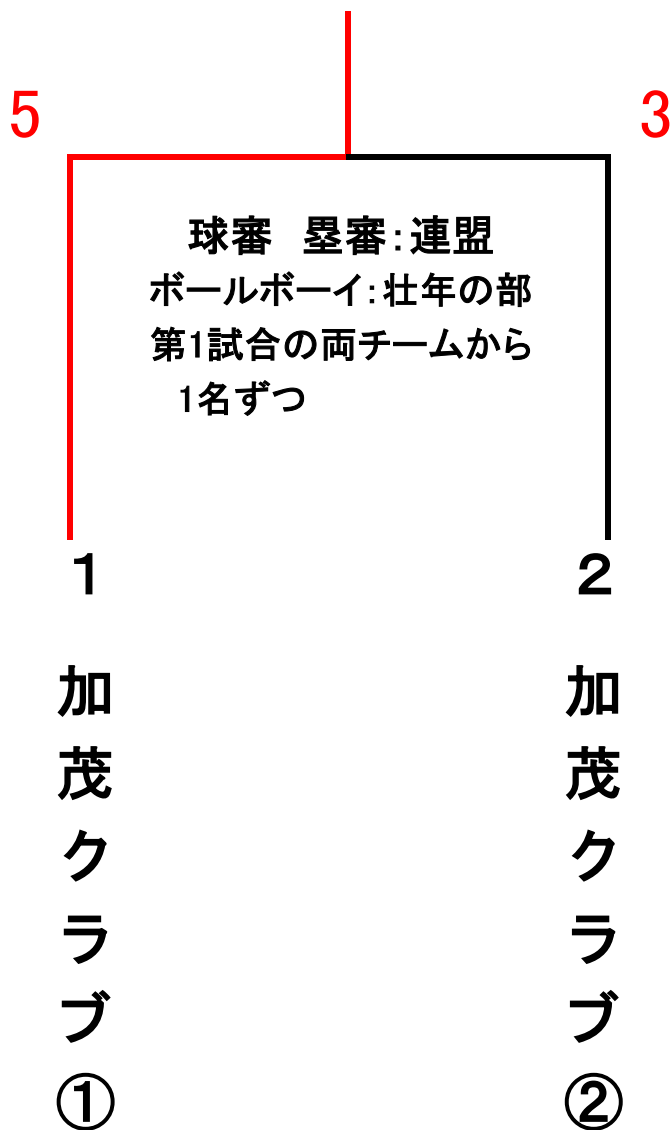 5
3
球審　塁審：連盟
ボールボーイ：壮年の部
第1試合の両チームから
1名ずつ
1
2
加茂クラブ①
加茂クラブ②